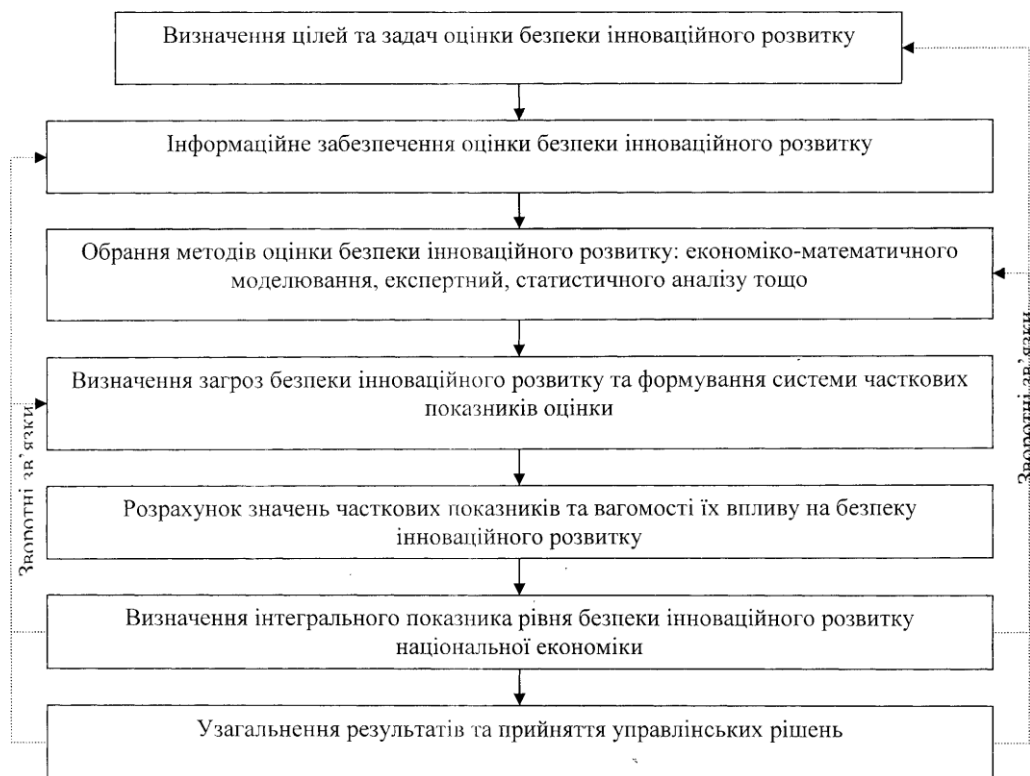 Визначення цілей та задач оцінки безпеки інноваційного розвитку
Інформаційне забезпечення оцінки безпеки інноваційного розвитку
Обрання методів оцінки безпеки інноваційного розвитку: економіко-математичного
моделювання, експертний, статистичного аналізу тощо
Визначення загроз безпеки інноваційного розвитку та формування системи часткових
показників оцінки
Розрахунок значень часткових показників та вагомості їх впливу на безпеку
інноваційного розвитку
Визначення інтегрального показника рівня безпеки інноваційного розвитку
національної економіки
Узагальнення результатів та прийняття управлінських рішень
Зворотні зв’язки
Зворотні зв’язки